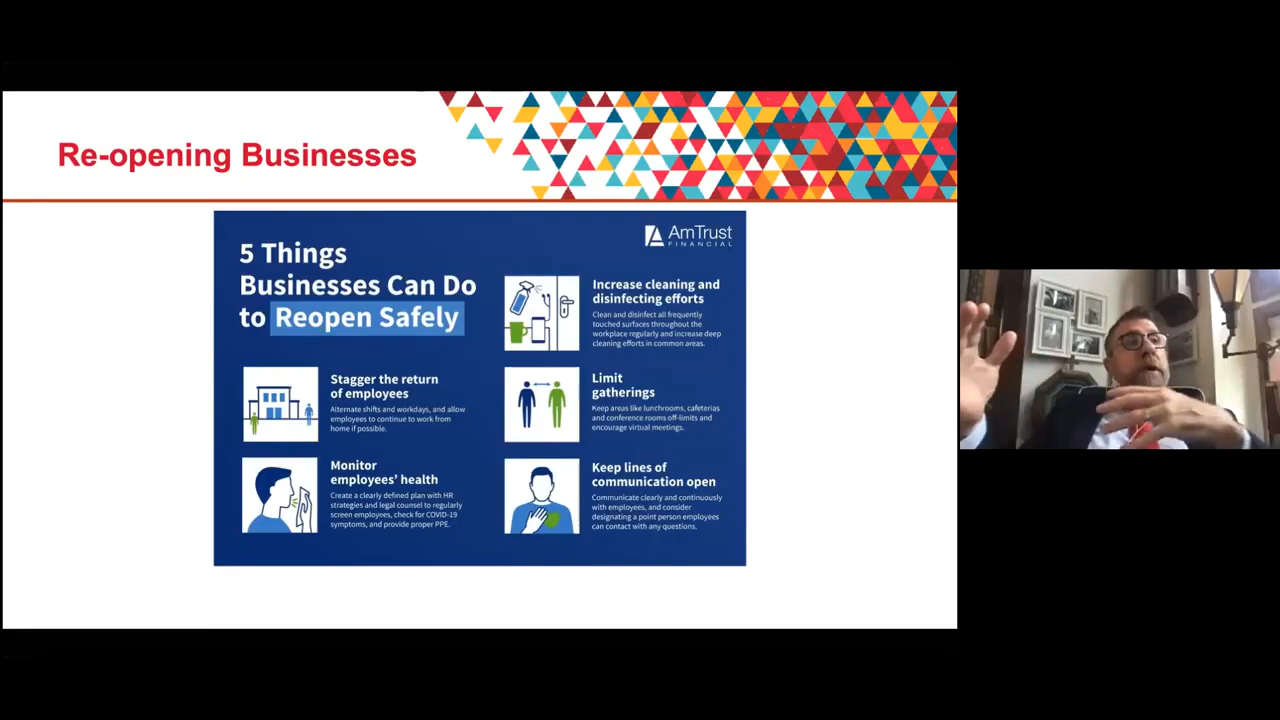 Re-opening Businesses
AmTrust
FINANCIAL
5 Things
Businesses Can Do
to Reopen Safely
Stagger the return
of employees
Alternate shifts and workdays, and allow
employees to continue to work from
home if possible.
Monitor
employees' health
Create a clearly defined plan with HR
strategies and legal counsel to regularly
screen employees, check for COVID-19
symptoms, and provide proper PPE.
Increase cleaning and
disinfecting efforts
Clean and disinfect all frequently
touched surfaces throughout the
workplace regularly and increase deep
cleaning efforts in common areas.
Limit
gatherings
Keep areas like lunchrooms, cafeterias
and conference rooms off-limits and
encourage virtual meetings.
Keep lines of
communication open
Communicate clearly and continuously
with employees, and consider
designating a point person employees
can contact with any questions.